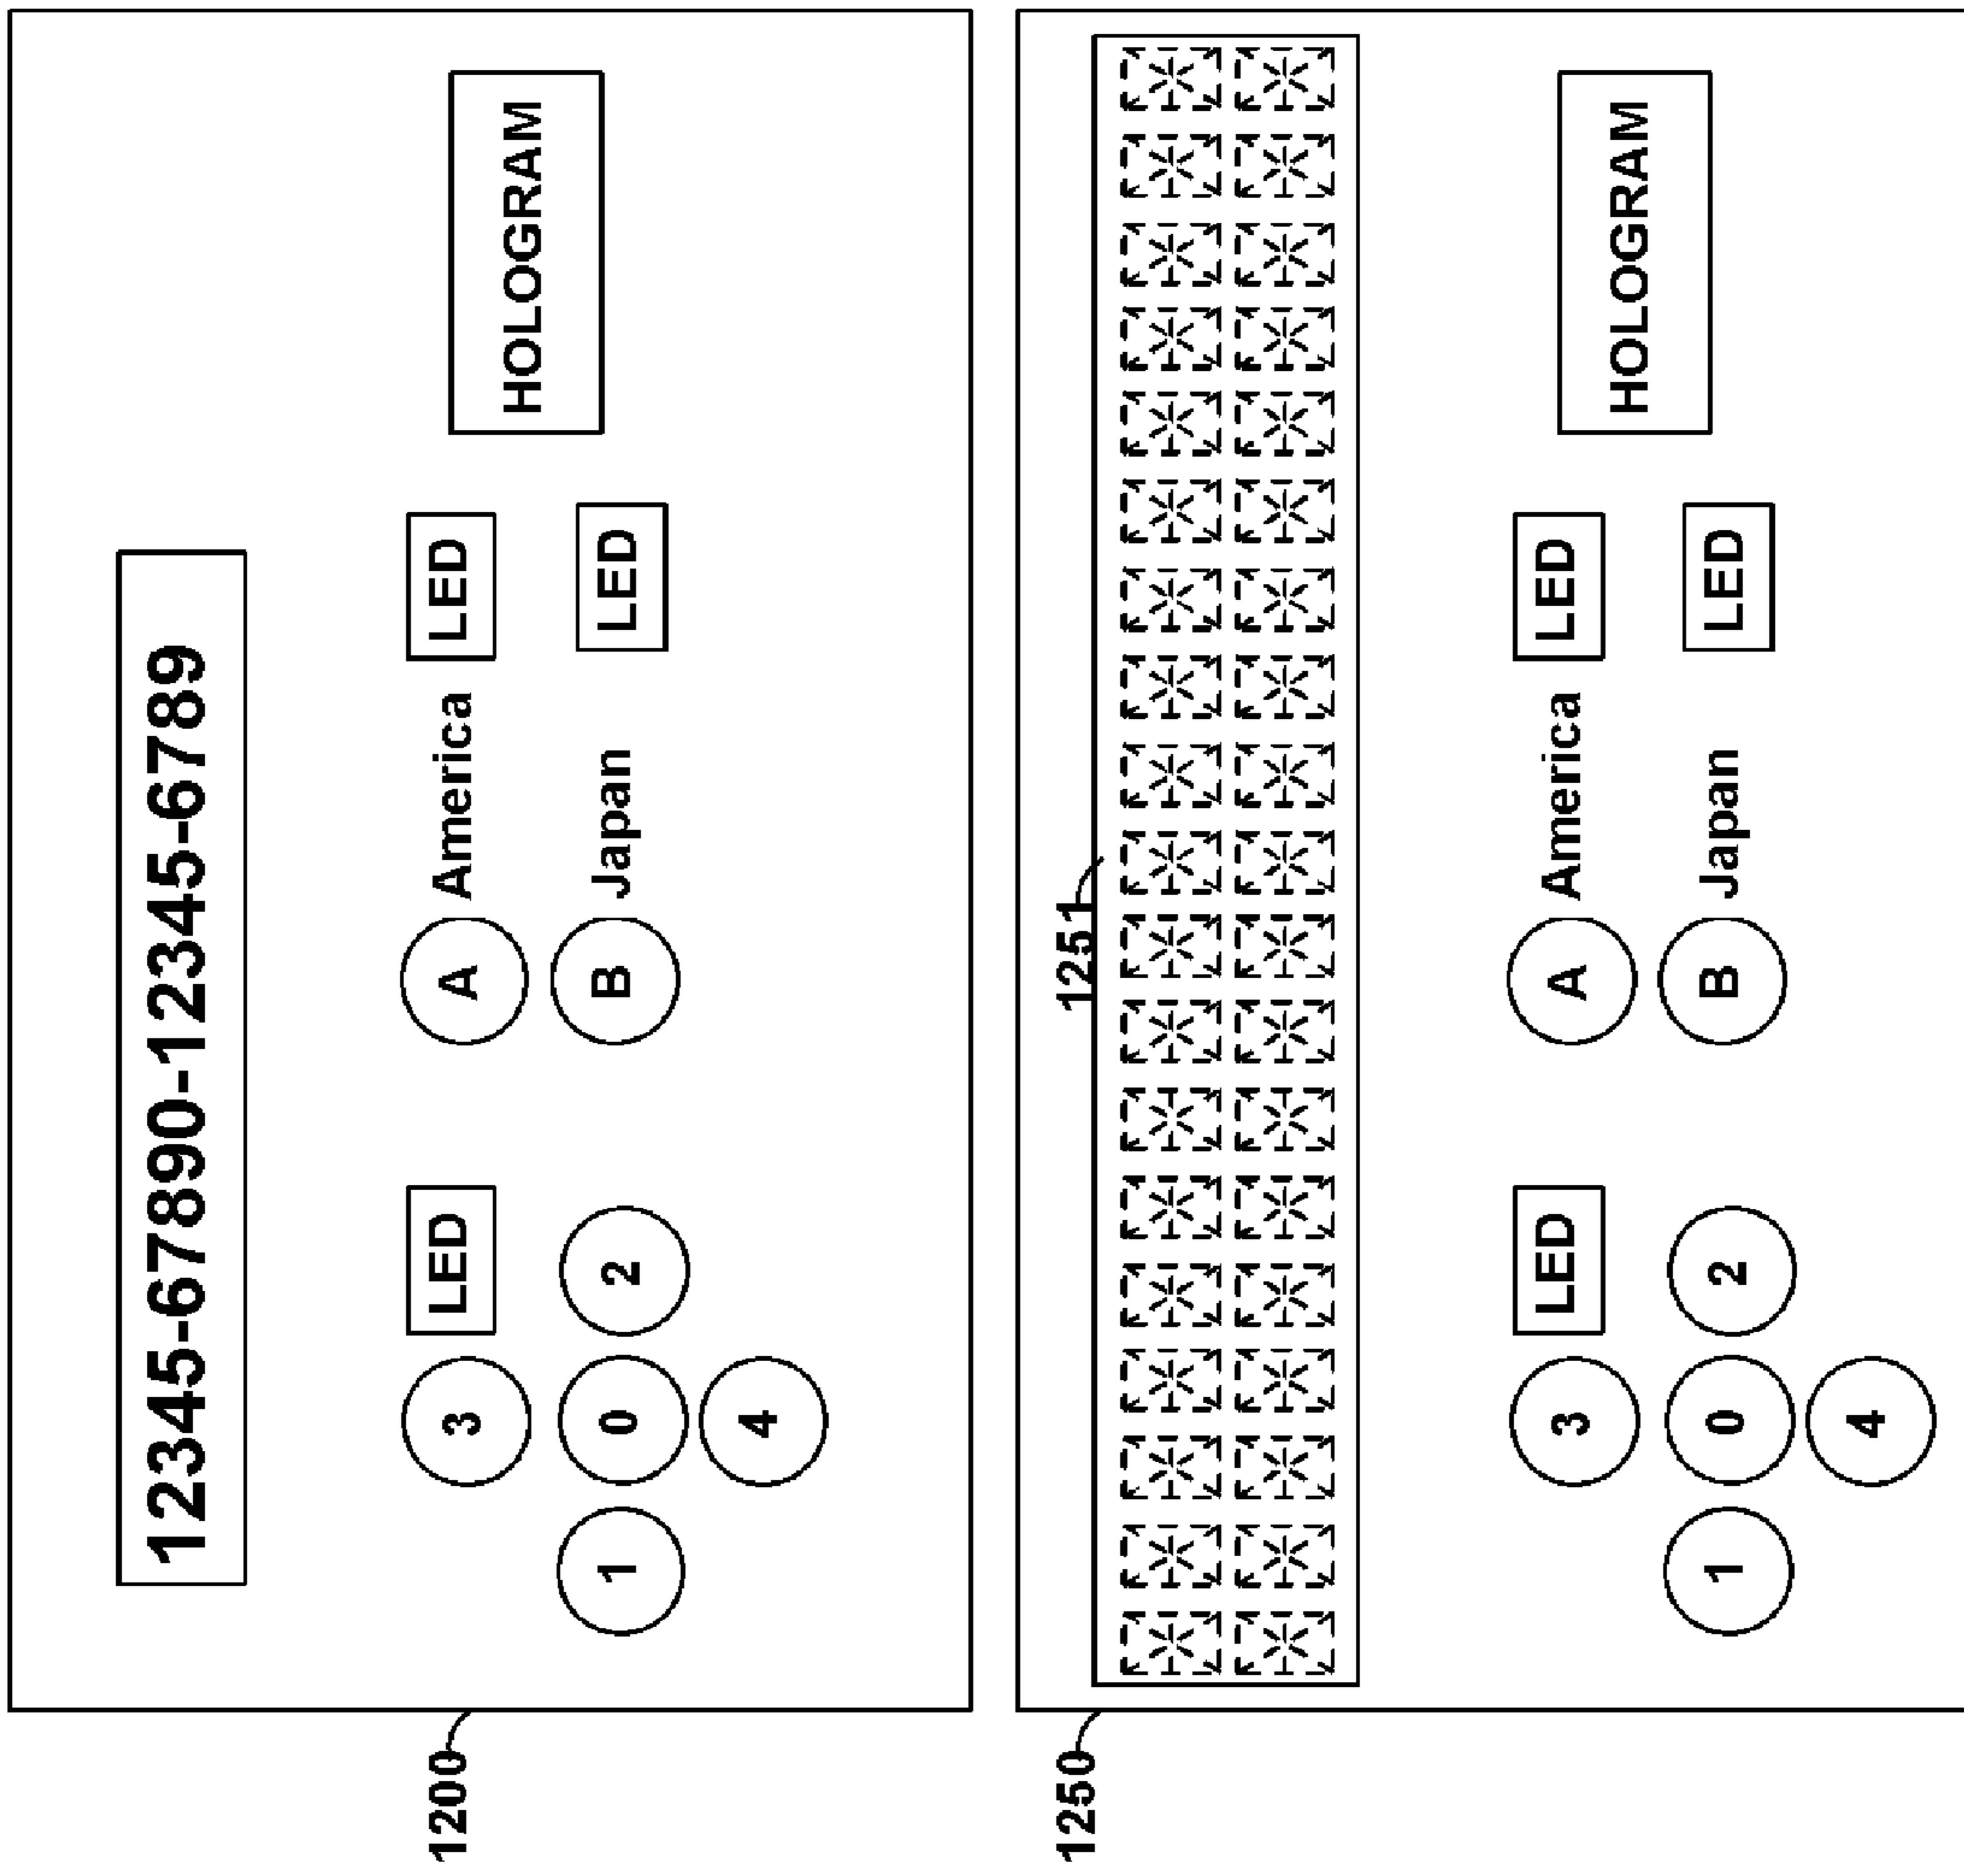 12345-67890-12345-6789
1200
3 LED A America LED
HOLOGRAM
1 0 2 B Japan LED
4
1250 1251
3 LED A America LED
HOLOGRAM
1 0 2 B Japan LED
4